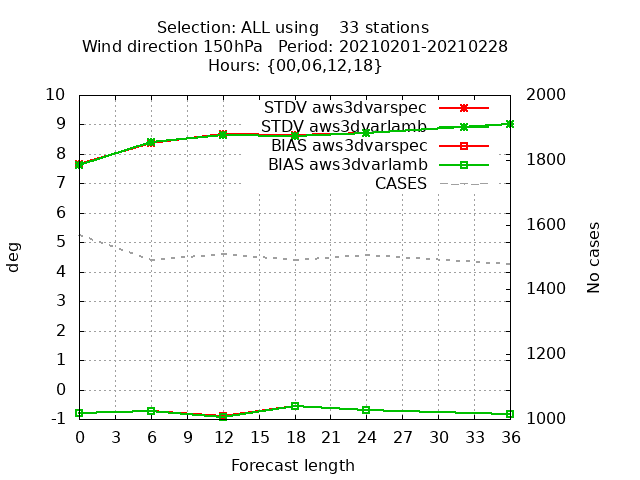 Selection: ALL using 33 stations
Wind direction 150hPa Period: 20210201-20210228
Hours: {00,06,12,18}
10
9
8
7
6
5
4
3
2
1
0
-1
deg
STDV aws3dvarspec
STDV aws3dvarlamb
BIAS aws3dvarspec
BIAS aws3dvarlamb
CASES
2000
1800
1600
1400
1200
1000
No cases
0 3 6 9 12 15 18 21 24 27 30 33 36
Forecast length